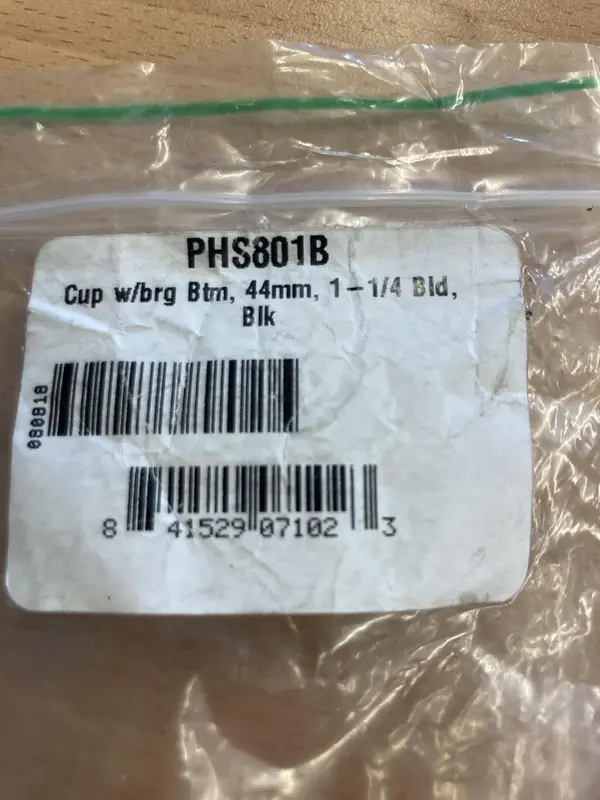 PHS801B
Cup w/brg Btm, 44mm, 1-1/4 Bld,
Blk
080818
8 41529 07102 3